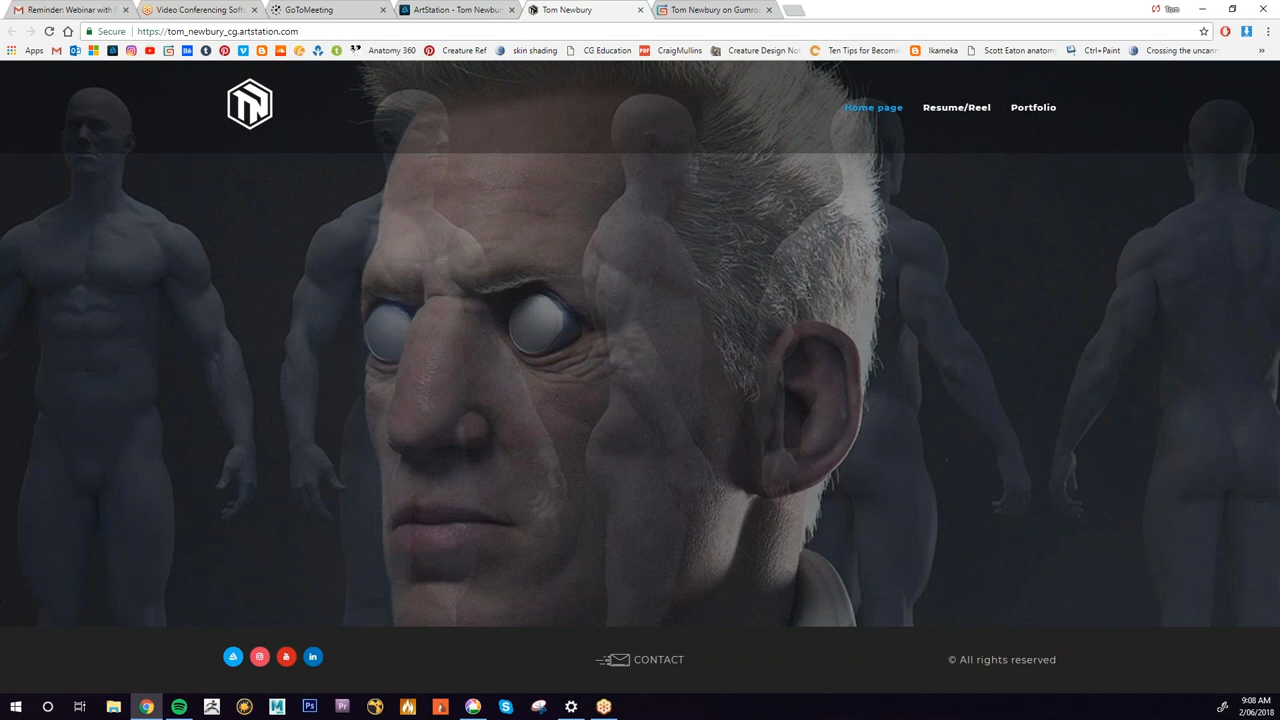 Reminder: Webinar with
Video Conferencing Soft
GoToMeeting
ArtStation - Tom Newbur
Tom Newbury
Tom Newbury on Gumro
Tom
Secure
https://tom_newbury_cg.artstation.com
Apps
Anatomy 360
Creature Ref
skin shading
CG Education
CraigMullins
Creature Design
Ten Tips for Becomi
Ikameka
Scott Eaton anatom
Ctrl+Paint
Crossing the uncan
TN
Home page
Resume/Reel
Portfolio
CONTACT
© All rights reserved
9:08 AM
2/06/2018